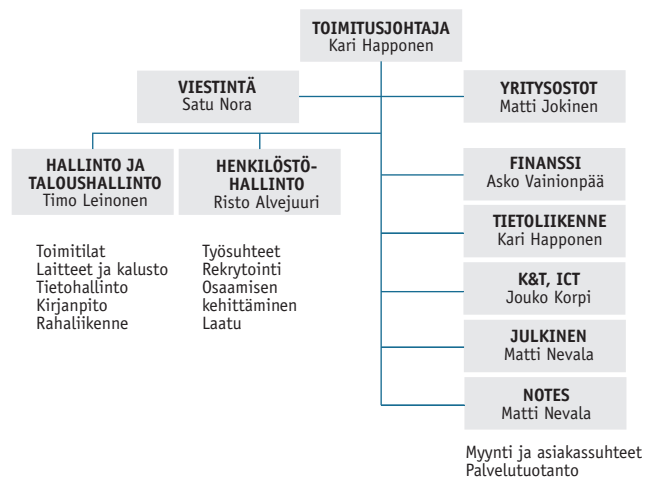 TOIMITUSJOHTAJA
Kari Happonen
VIESTINTÄ
Satu Nora
YRITYSOSTOT
Matti Jokinen
HALLINTO JA
TALOUSHALLINTO
Timo Leinonen
HENKILÖSTÖ-
HALLINTO
Risto Alvejuuri
FINANSSI
Asko Vainionpää
TIETOLIIKENNE
Kari Happonen
K&T, ICT
Jouko Korpi
JULKINEN
Matti Nevala
NOTES
Matti Nevala
Toimitilat
Laitteet ja kalusto
Tietohallinto
Kirjanpito
Rahaliikenne
Työsuhteet
Rekrytointi
Osaamisen
kehittäminen
Laatu
Myynti ja asiakassuhteet
Palvelutuotanto